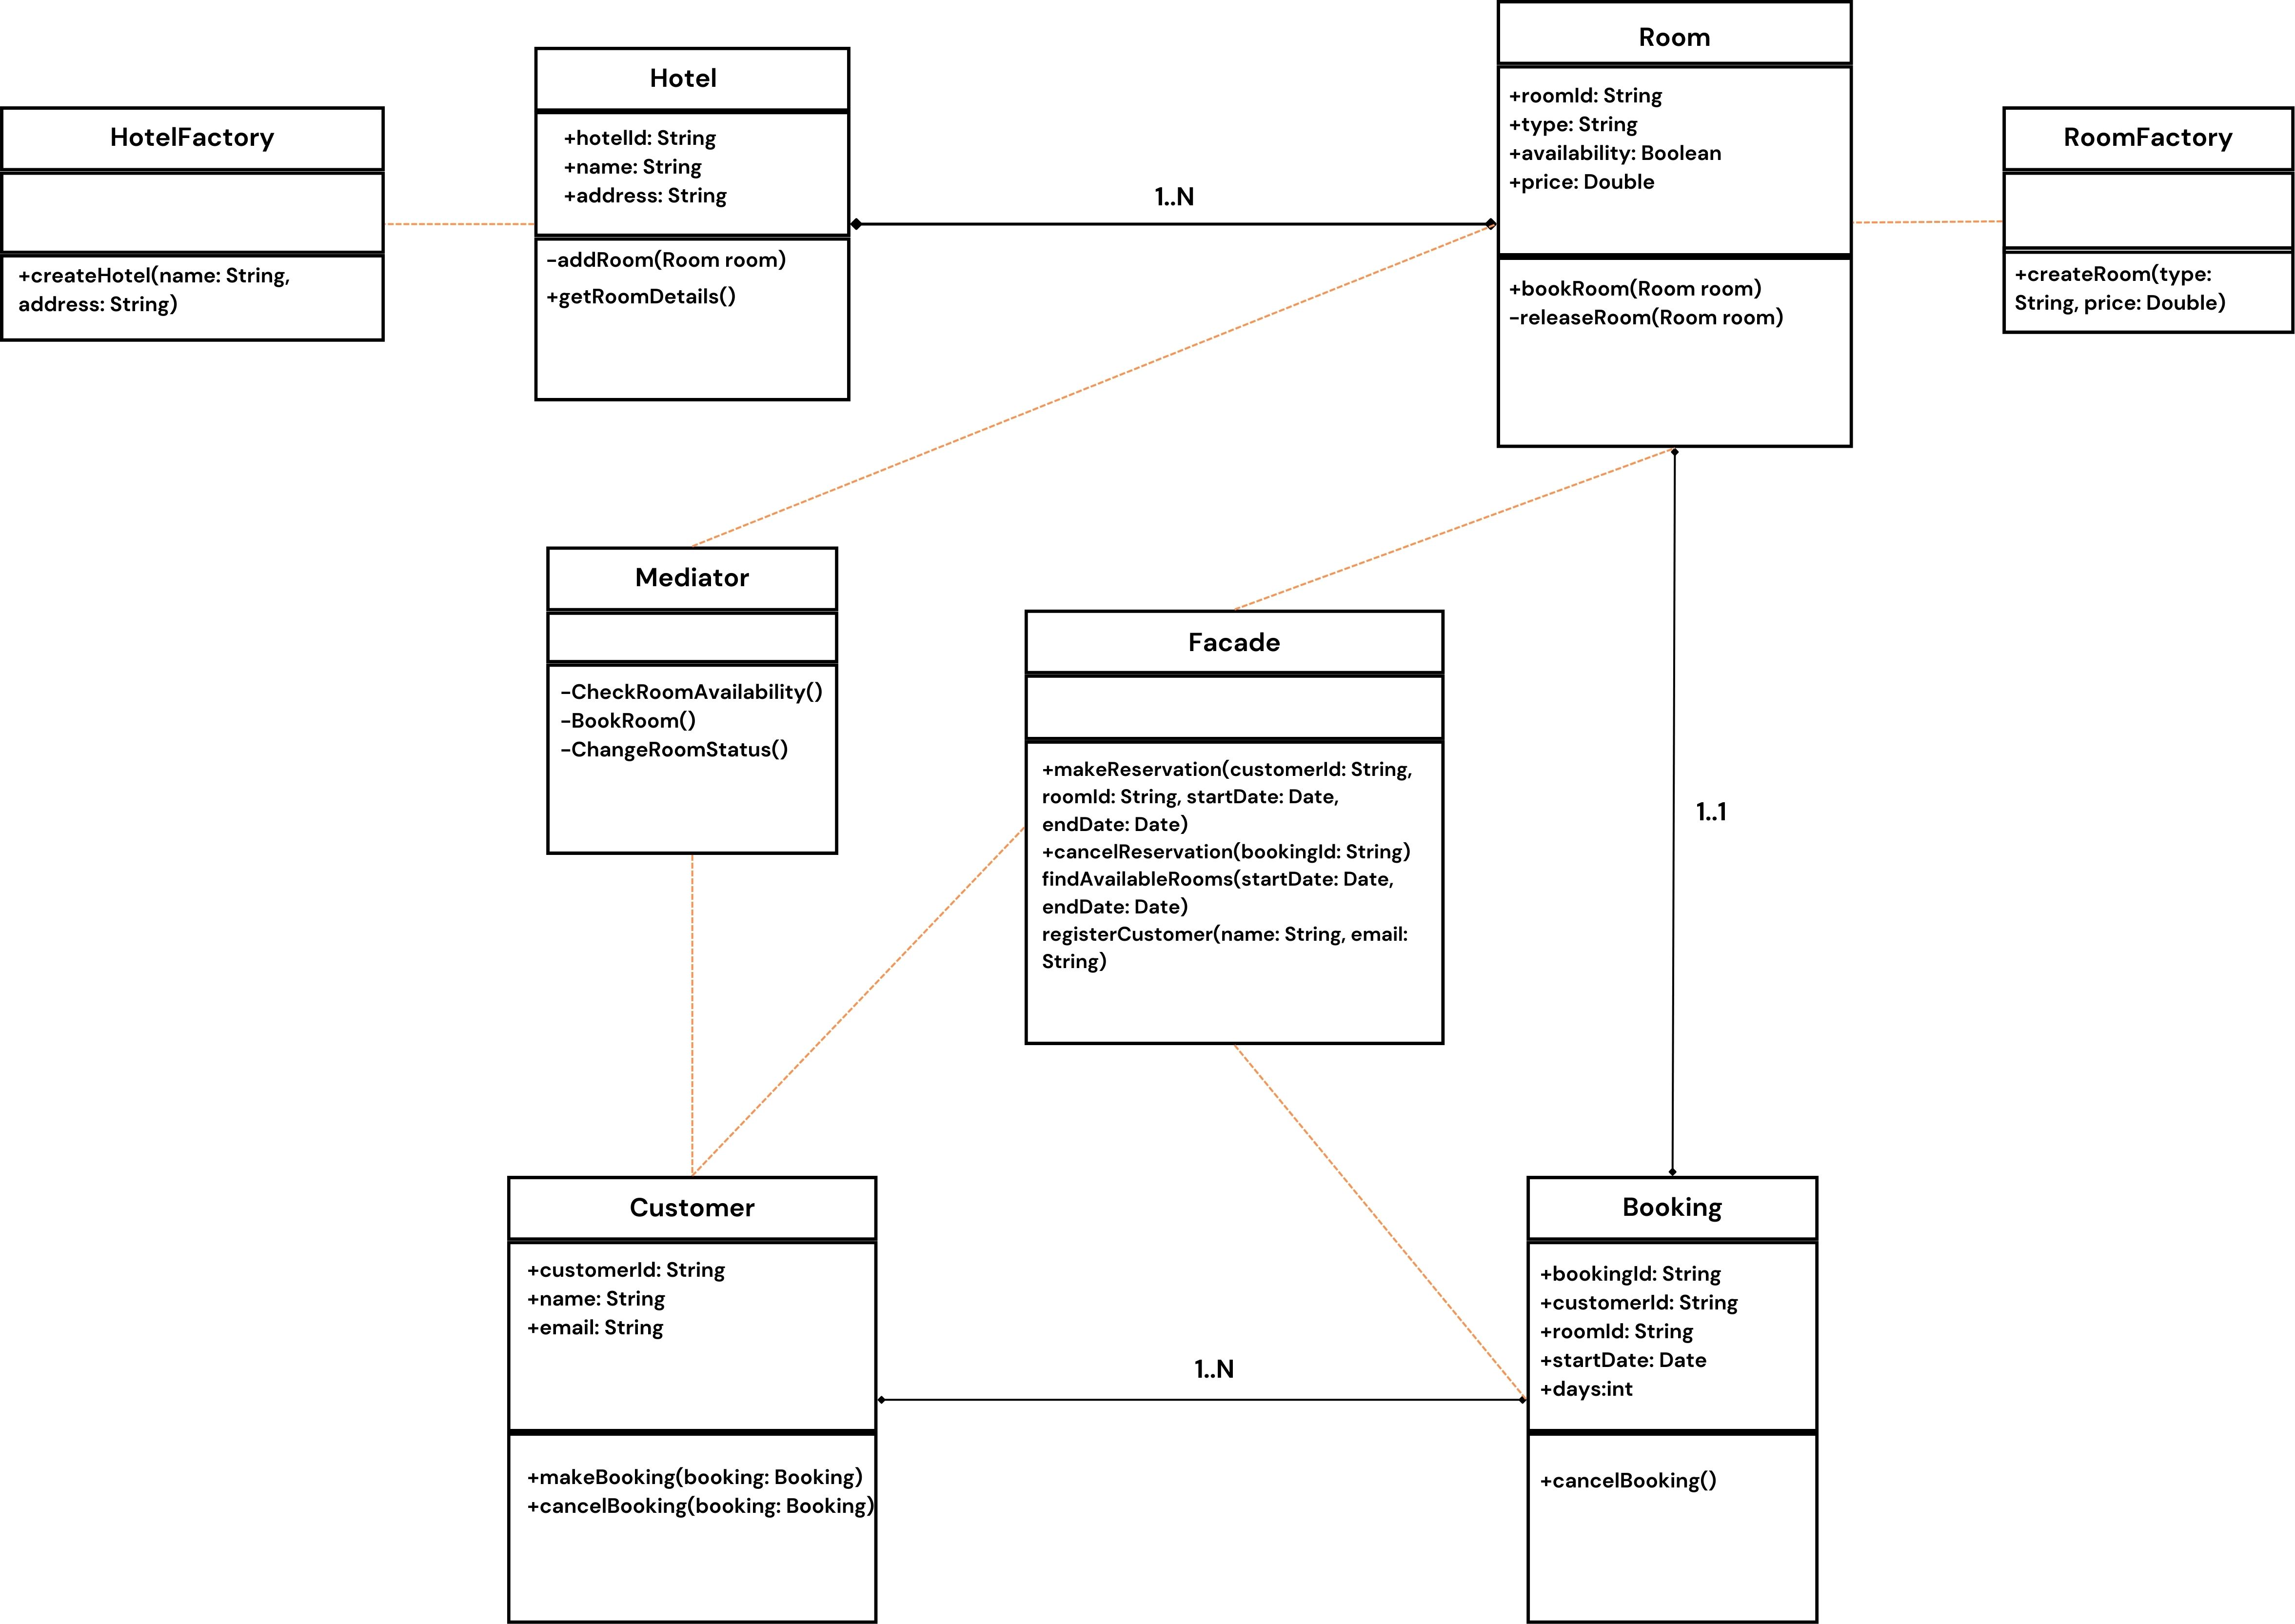 HotelFactory
+createHotel(name: String,
address: String)
Hotel
+hotelId: String
+name: String
+address: String
-addRoom(Room room)
+getRoomDetails()
1..N
Room
+roomId: String
+type: String
+availability: Boolean
+price: Double
+bookRoom(Room room)
-releaseRoom(Room room)
RoomFactory
+createRoom(type:
String, price: Double)
Mediator
-CheckRoomAvailability()
-BookRoom()
-ChangeRoomStatus()
Facade
+makeReservation(customerId: String,
roomId: String, startDate: Date,
endDate: Date)
+cancelReservation(bookingId: String)
findAvailableRooms(startDate: Date,
endDate: Date)
registerCustomer(name: String, email:
String)
1..1
Customer
+customerId: String
+name: String
+email: String
+makeBooking(booking: Booking)
+cancelBooking(booking: Booking)
1..N
Booking
+bookingId: String
+customerId: String
+roomId: String
+startDate: Date
+days:int
+cancelBooking()